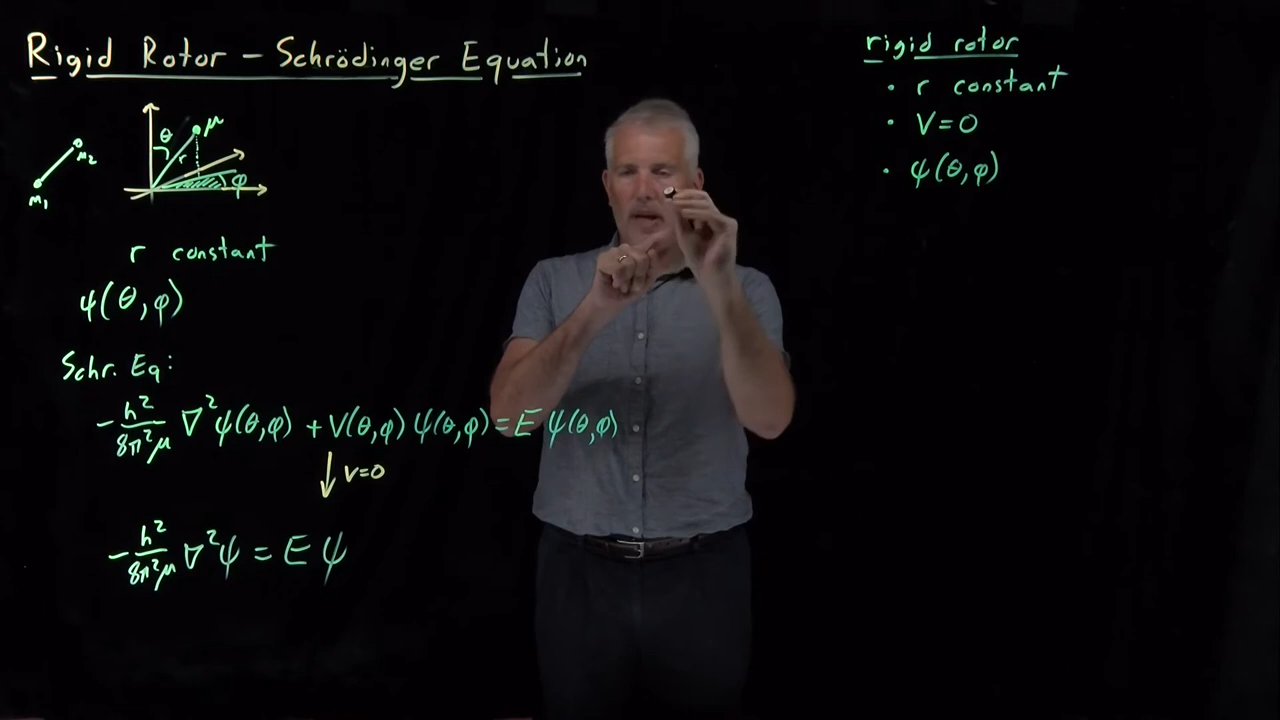 Rigid Rotor – Schrödinger Equation
θ μ
r
φ
m₂
m₁
r constant
ψ(θ,φ)
Schr. Eq:
-h²/8π²μ ∇²ψ(θ,φ) + V(θ,φ) ψ(θ,φ) = E ψ(θ,φ)
↓ V=0
-h²/8π²μ ∇²ψ = E ψ
rigid rotor
• r constant
• V=0
• ψ(θ,φ)